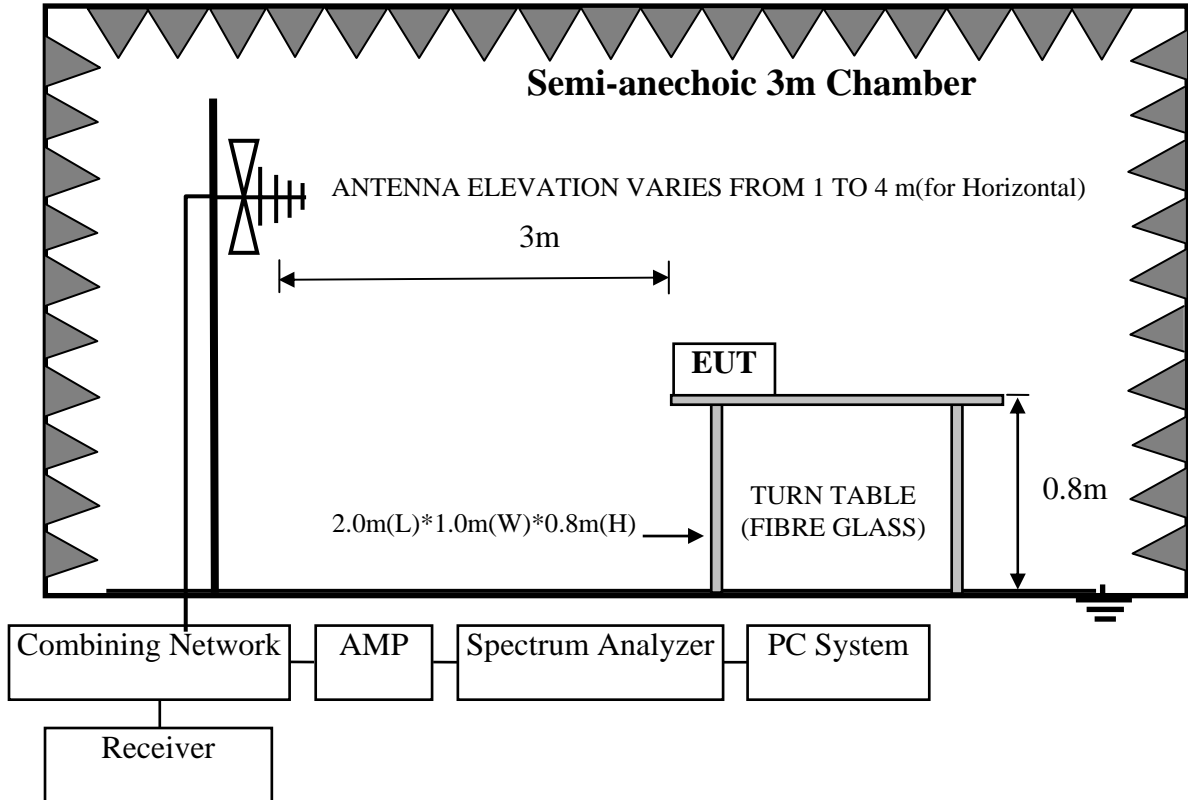 Semi-anechoic 3m Chamber
ANTENNA ELEVATION VARIES FROM 1 TO 4 m(for Horizontal)
3m
EUT
TURN TABLE
(FIBRE GLASS)
0.8m
2.0m(L)*1.0m(W)*0.8m(H)
Combining Network
AMP
Spectrum Analyzer
PC System
Receiver